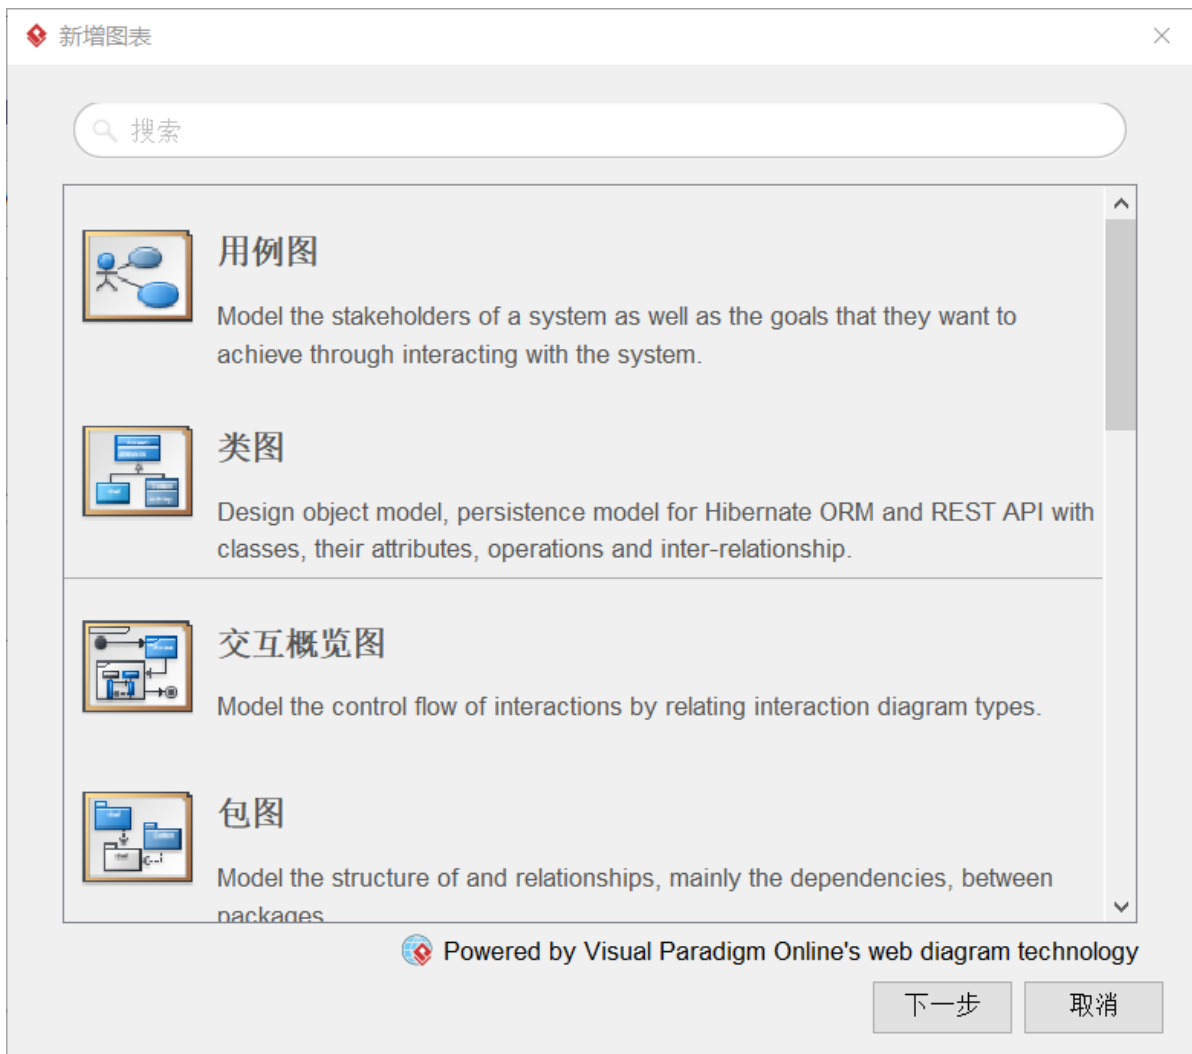 新增图表
搜索
用例图
Model the stakeholders of a system as well as the goals that they want to
achieve through interacting with the system.
类图
Design object model, persistence model for Hibernate ORM and REST API with
classes, their attributes, operations and inter-relationship.
交互概览图
Model the control flow of interactions by relating interaction diagram types.
包图
Model the structure of and relationships, mainly the dependencies, between
packages
Powered by Visual Paradigm Online's web diagram technology
下一步
取消